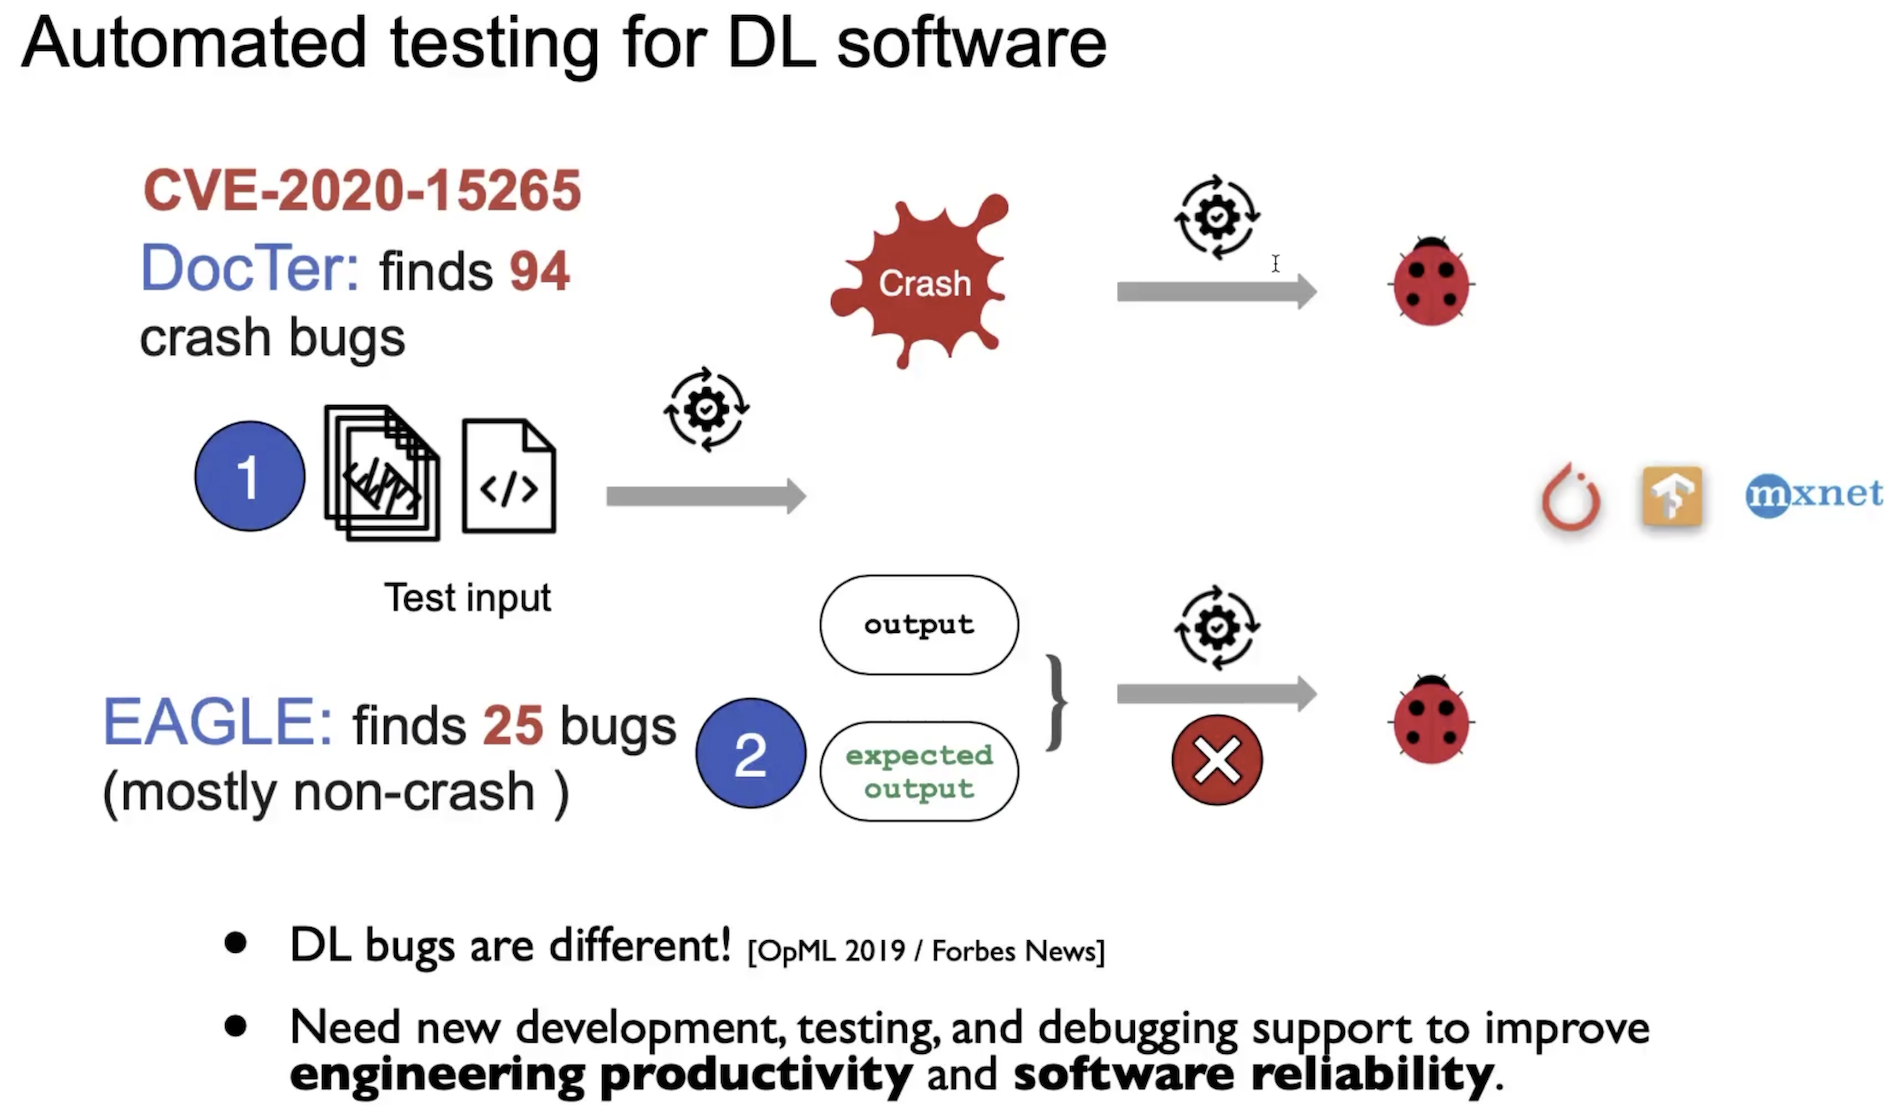 Automated testing for DL software
CVE-2020-15265
DocTer: finds 94
crash bugs
Crash
1
</>
Test input
mxnet
output
EAGLE: finds 25 bugs
(mostly non-crash )
2
expected
output
}
• DL bugs are different! [OpML 2019 / Forbes News]
• Need new development, testing, and debugging support to improve
engineering productivity and software reliability.